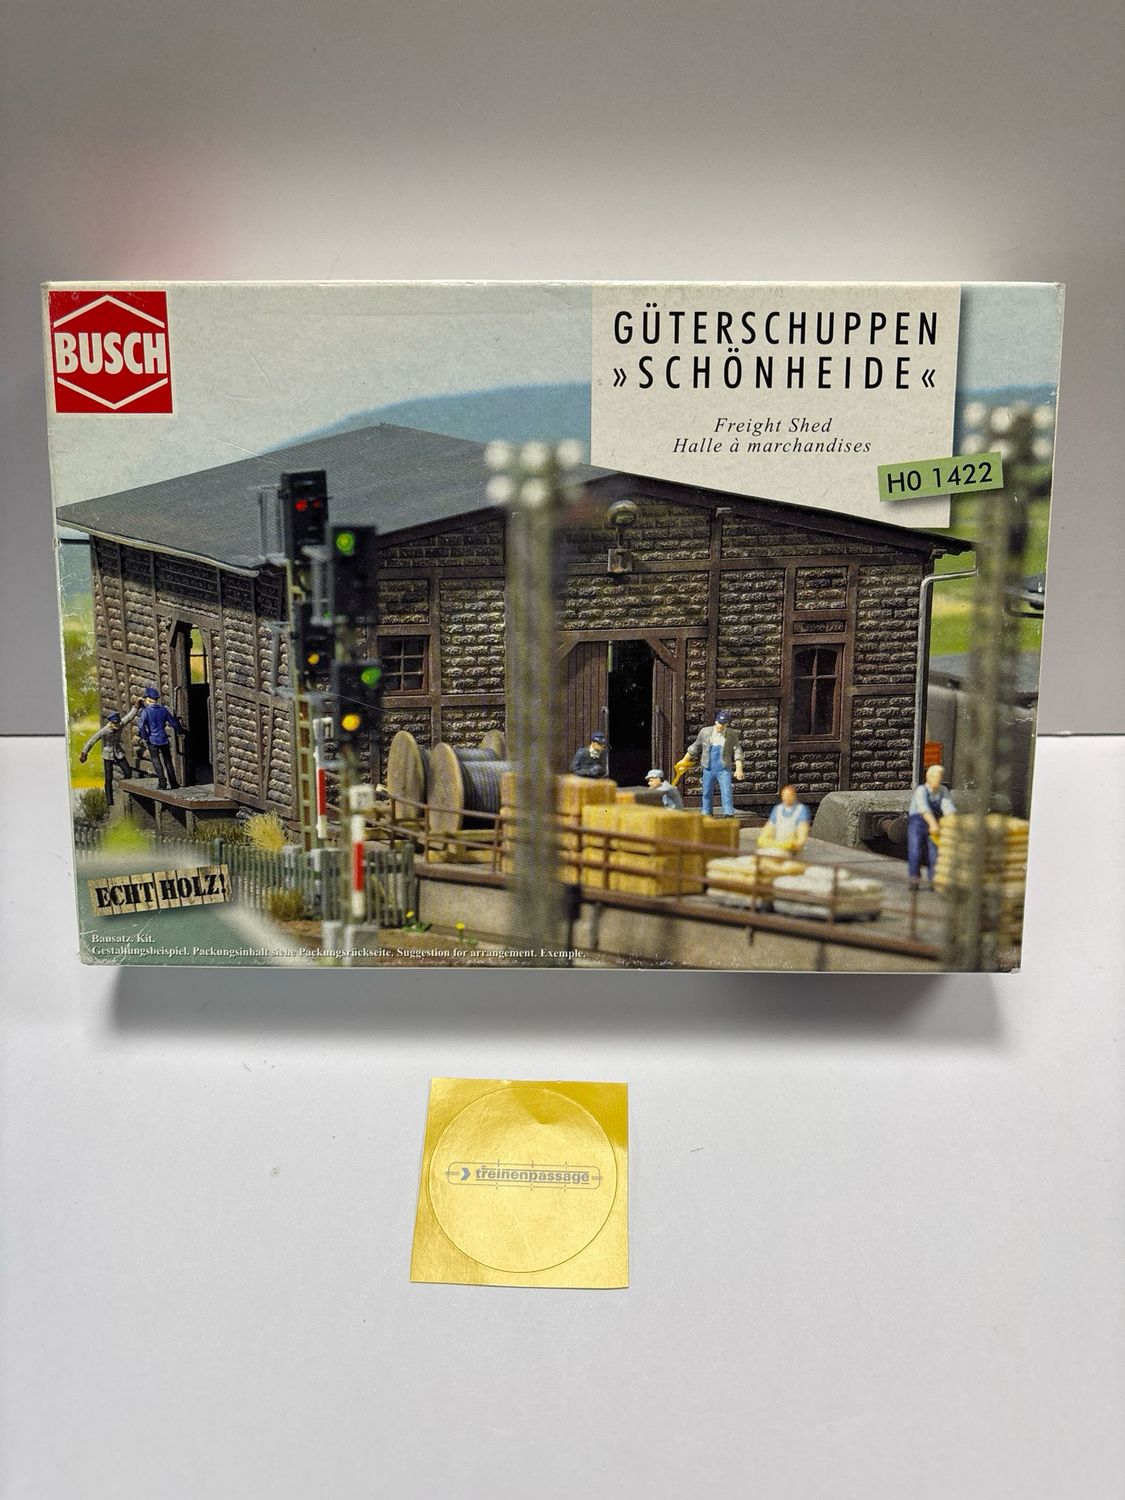 BUSCH
GÜTERSCHUPPEN
»SCHÖNHEIDE«
Freight Shed
Halle à marchandises
H0 1422
ECHT HOLZ!
Bausatz. Kit.
Gestaltungsbeispiel. Packungsinhalt siehe Packungsrückseite. Suggestion for arrangement. Exemple.
treinenpassage